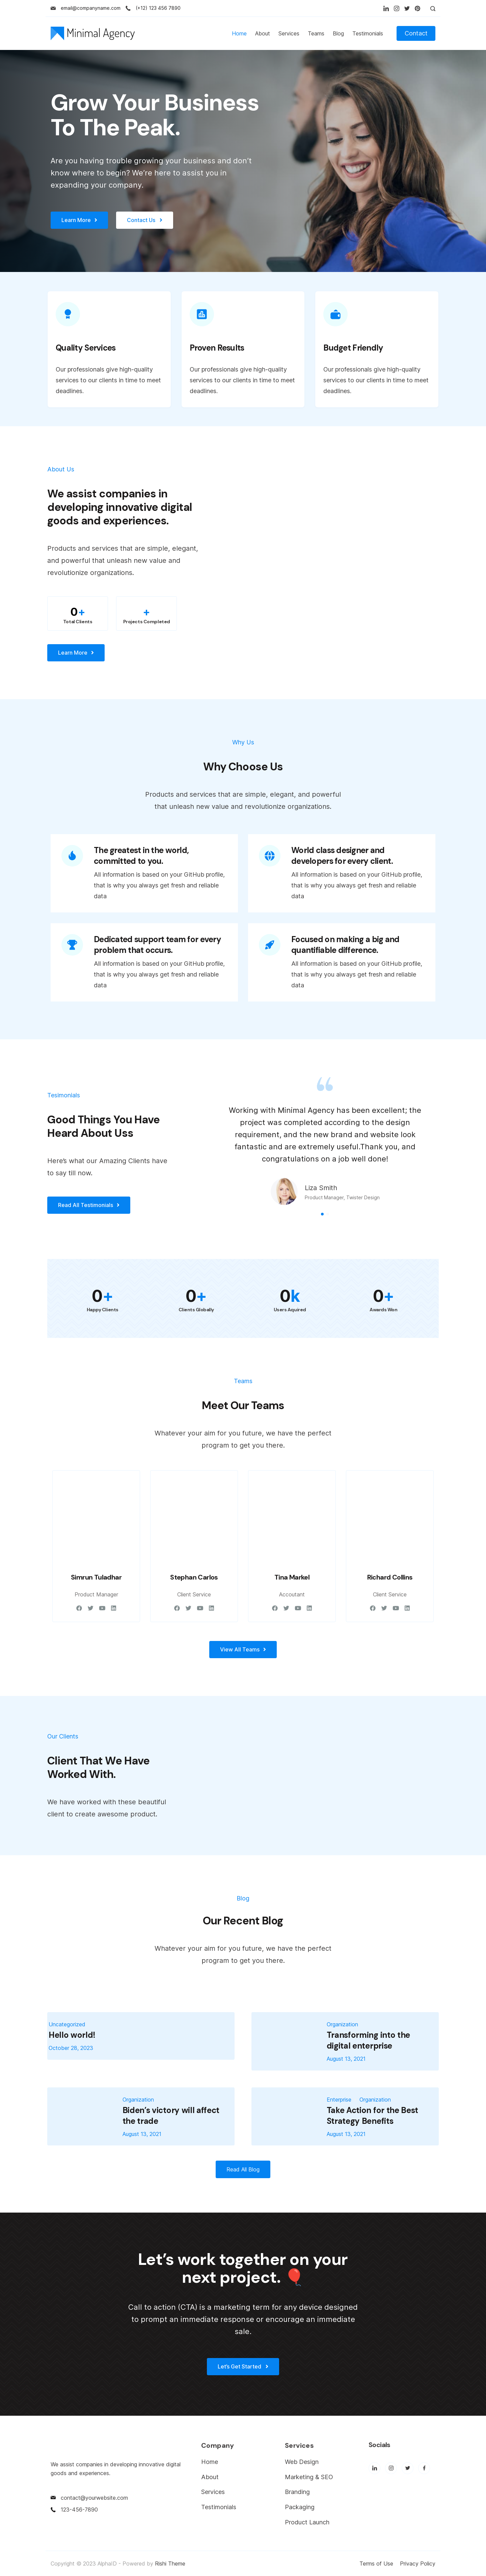 email@companyname.com (+12) 123 456 7890
Minimal Agency
Home About Services Teams Blog Testimonials Contact
Grow Your Business
To The Peak.
Are you having trouble growing your business and don't
know where to begin? We're here to assist you in
expanding your company.
Learn More Contact Us
Quality Services
Our professionals give high-quality
services to our clients in time to meet
deadlines.
Proven Results
Our professionals give high-quality
services to our clients in time to meet
deadlines.
Budget Friendly
Our professionals give high-quality
services to our clients in time to meet
deadlines.
About Us
We assist companies in
developing innovative digital
goods and experiences.
Products and services that are simple, elegant,
and powerful that unleash new value and
revolutionize organizations.
0+
Total Clients
+
Projects Completed
Learn More
Why Us
Why Choose Us
Products and services that are simple, elegant, and powerful
that unleash new value and revolutionize organizations.
The greatest in the world,
committed to you.
All information is based on your GitHub profile,
that is why you always get fresh and reliable
data
World class designer and
developers for every client.
All information is based on your GitHub profile,
that is why you always get fresh and reliable
data
Dedicated support team for every
problem that occurs.
All information is based on your GitHub profile,
that is why you always get fresh and reliable
data
Focused on making a big and
quantifiable difference.
All information is based on your GitHub profile,
that is why you always get fresh and reliable
data
Tesimonials
Good Things You Have
Heard About Uss
Here's what our Amazing Clients have
to say till now.
Read All Testimonials
Working with Minimal Agency has been excellent; the
project was completed according to the design
requirement, and the new brand and website look
fantastic and are extremely useful.Thank you, and
congratulations on a job well done!
Liza Smith
Product Manager, Twister Design
0+
Happy Clients
0+
Clients Globally
0k
Users Aquired
0+
Awards Won
Teams
Meet Our Teams
Whatever your aim for you future, we have the perfect
program to get you there.
Simrun Tuladhar
Product Manager
Stephan Carlos
Client Service
Tina Markel
Accoutant
Richard Collins
Client Service
View All Teams
Our Clients
Client That We Have
Worked With.
We have worked with these beautiful
client to create awesome product.
Blog
Our Recent Blog
Whatever your aim for you future, we have the perfect
program to get you there.
Uncategorized
Hello world!
October 26, 2023
Organization
Transforming into the
digital enterprise
August 13, 2021
Organization
Biden's victory will affect
the trade
August 13, 2021
Enterprise Organization
Take Action for the Best
Strategy Benefits
August 13, 2021
Read All Blog
Let's work together on your
next project. 🎈
Call to action (CTA) is a marketing term for any device designed
to prompt an immediate response or encourage an immediate
sale.
Let's Get Started
We assist companies in developing innovative digital
goods and experiences.
contact@yourwebsite.com
123-456-7890
Company
Home
About
Services
Testimonials
Services
Web Design
Marketing & SEO
Branding
Packaging
Product Launch
Socials
Copyright © 2023 AlphaID - Powered by Rishi Theme
Terms of Use Privacy Policy